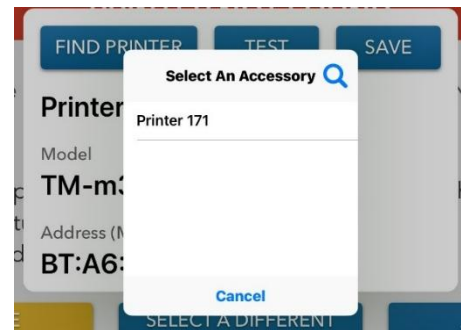 FIND PRINTER TEST SAVE
Select An Accessory
Printer
Printer 171
Model
TM-m3
Address (M
BT:A6:
Cancel
SELECT A DIFFERENT